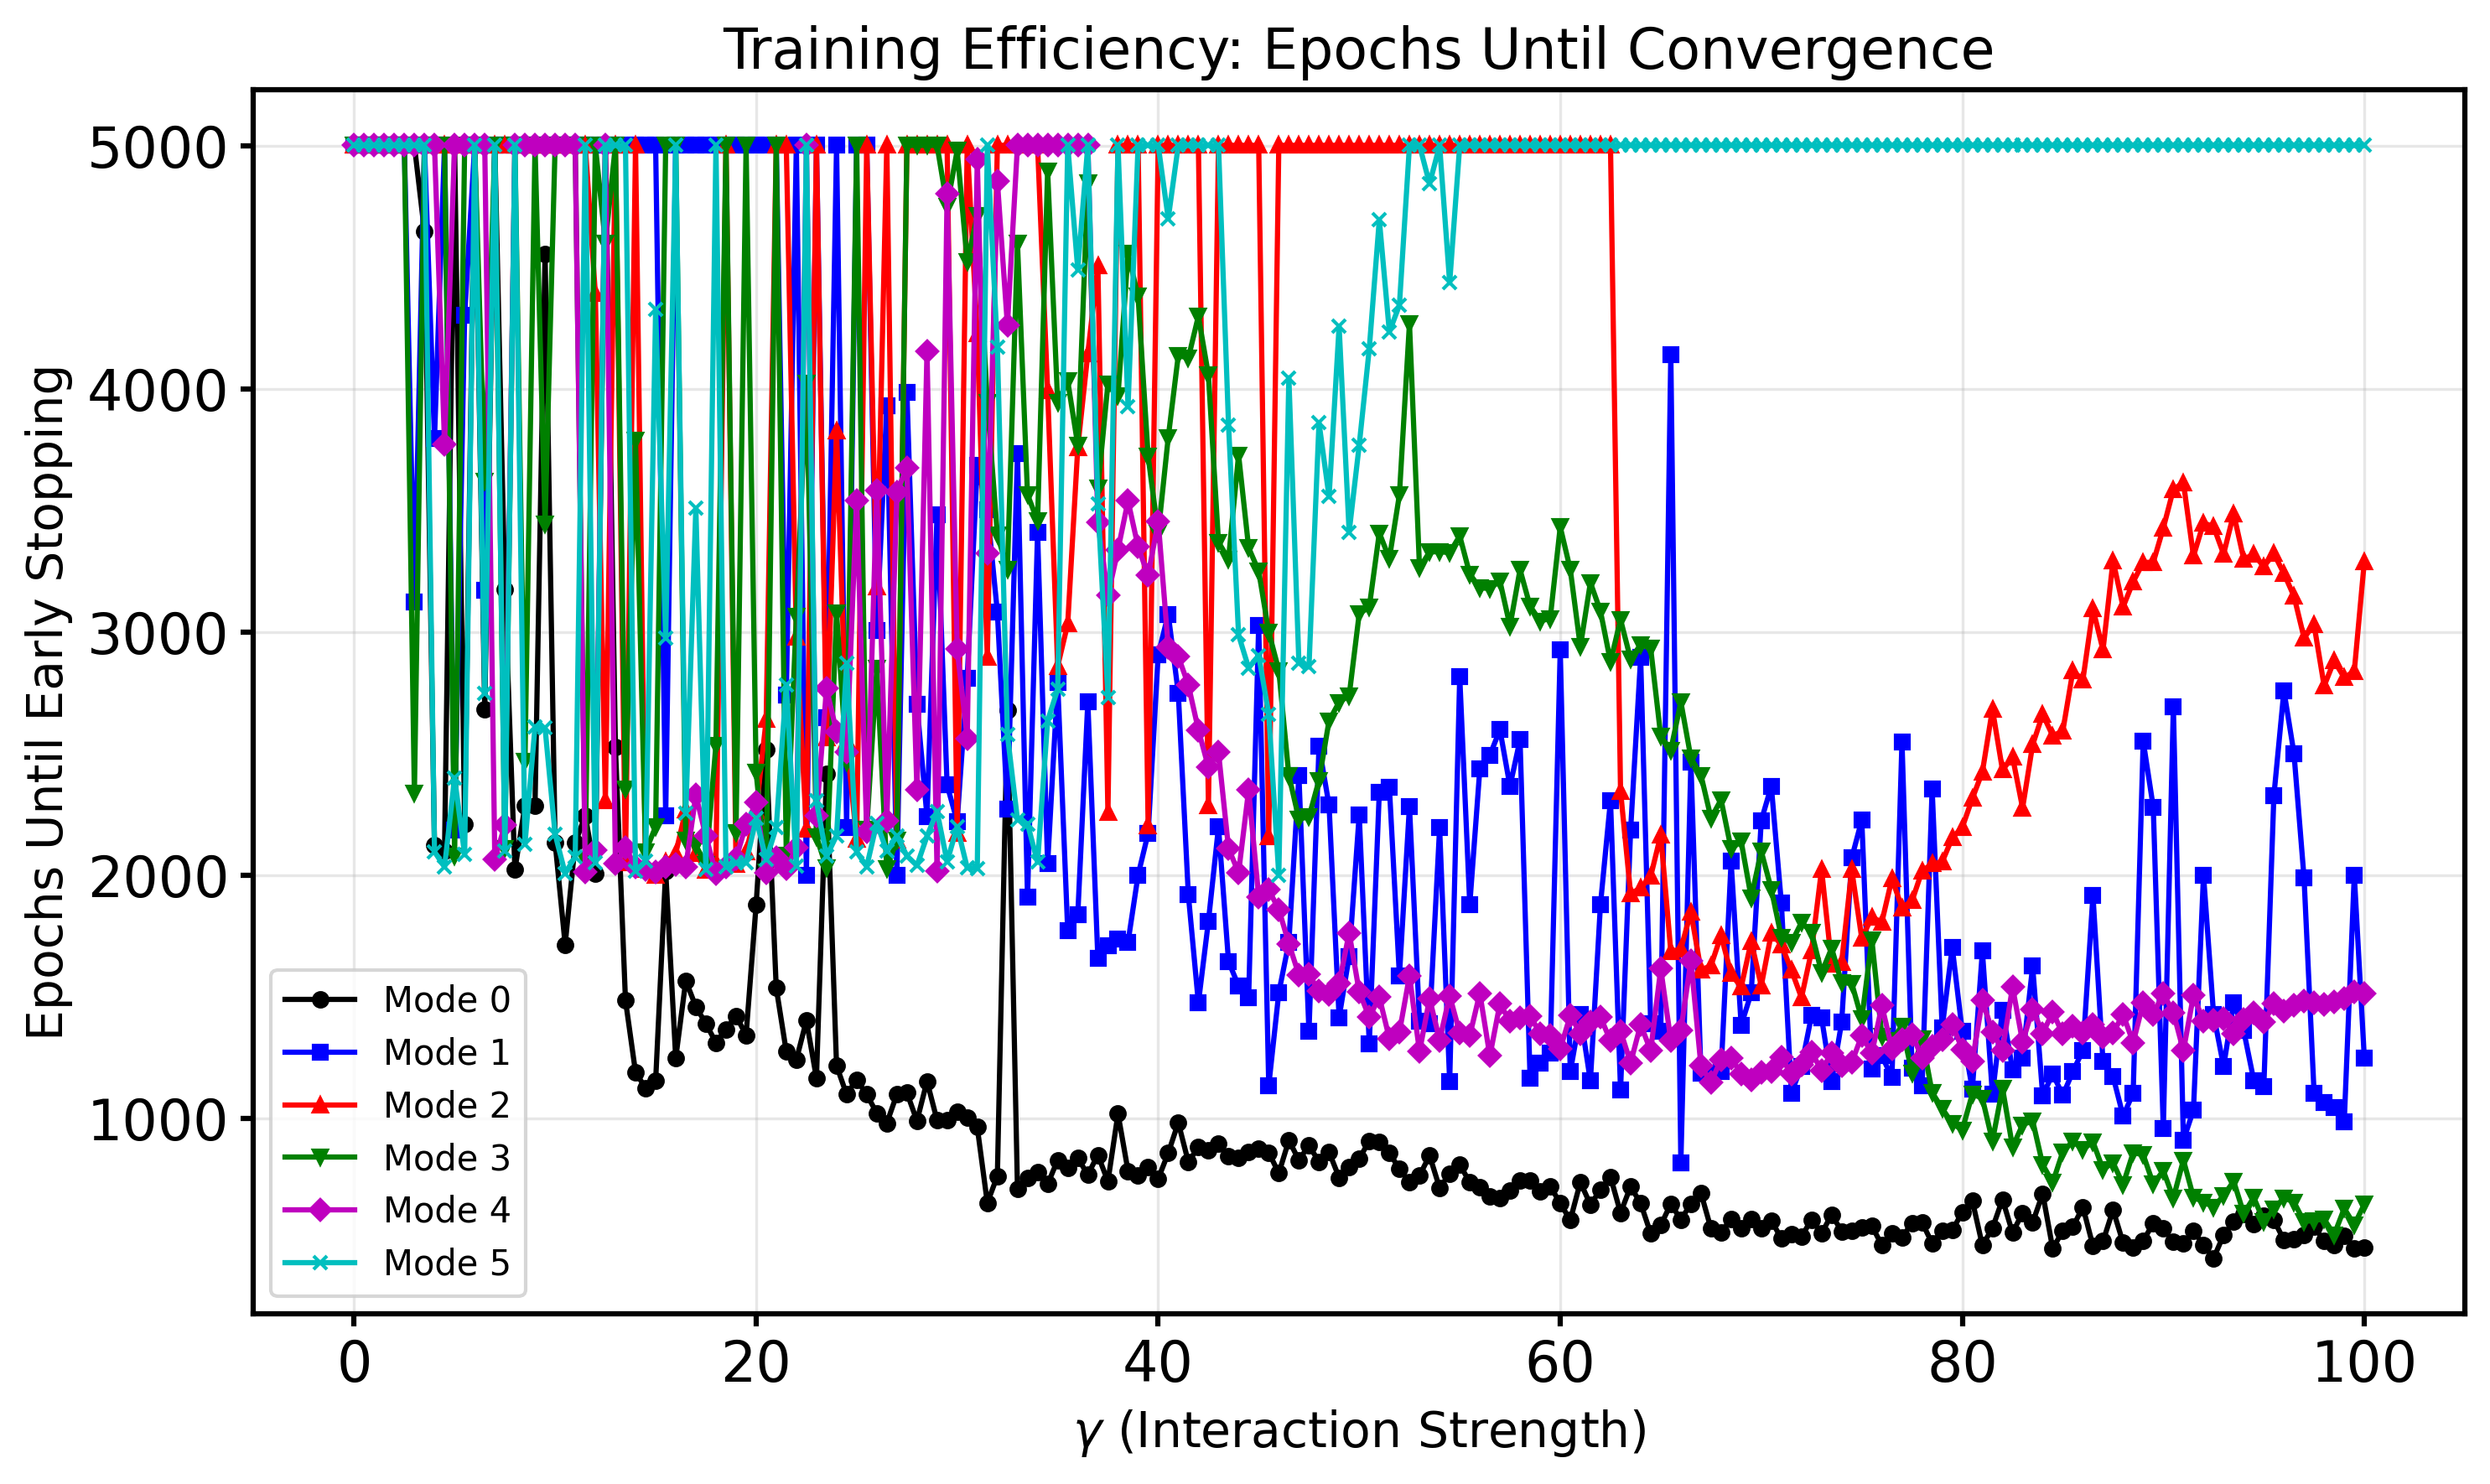 Training Efficiency: Epochs Until Convergence
Epochs Until Early Stopping
5000
4000
3000
2000
1000
Mode 0
Mode 1
Mode 2
Mode 3
Mode 4
Mode 5
0 20 40 60 80 100
γ (Interaction Strength)